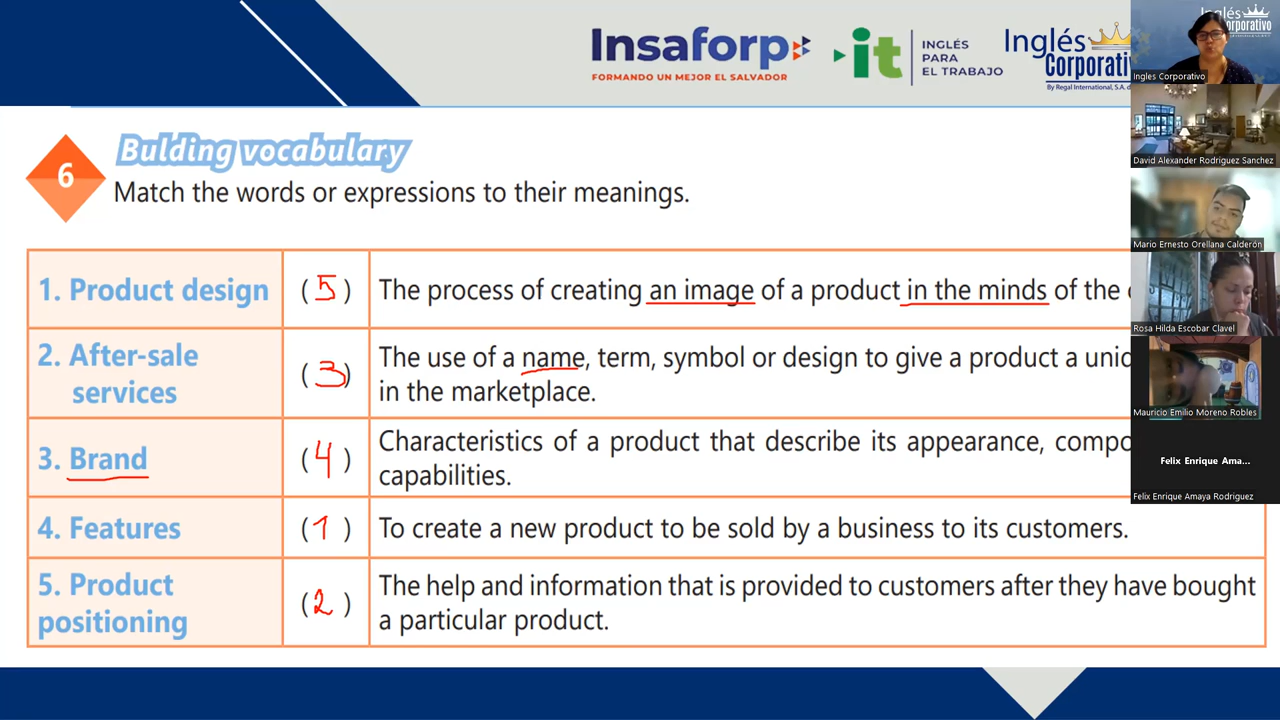 Insaforp
FORMANDO UN MEJOR EL SALVADOR
it
INGLÉS
PARA
EL TRABAJO
Inglés
Corporativ
By Regal International, S.A. d
Inglés
orporativo
Ingles Corporativo
David Alexander Rodriguez Sanchez
Mario Ernesto Orellana Calderón
Rosa Hilda Escobar Clavel
Mauricio Emilio Moreno Robles
Felix Enrique Ama...
Felix Enrique Amaya Rodriguez
6
Bulding vocabulary
Match the words or expressions to their meanings.
1. Product design
( 5 )
The process of creating an image of a product in the minds of the
2. After-sale
services
( 3 )
The use of a name, term, symbol or design to give a product a uni
in the marketplace.
3. Brand
( 4 )
Characteristics of a product that describe its appearance, compo
capabilities.
4. Features
( 1 )
To create a new product to be sold by a business to its customers.
5. Product
positioning
( 2 )
The help and information that is provided to customers after they have bought
a particular product.